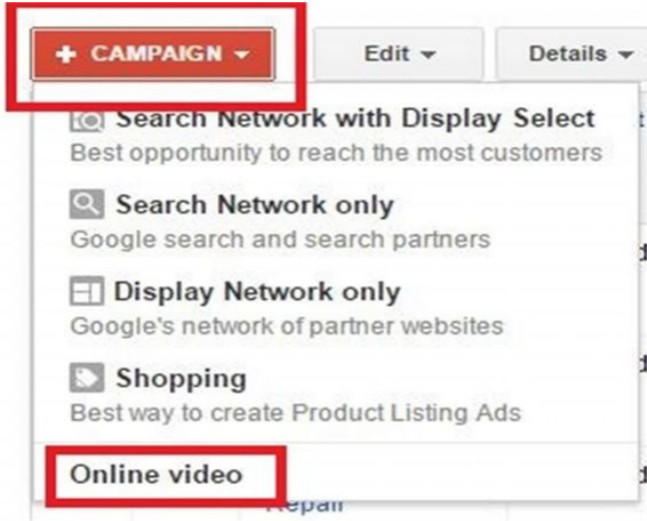 + CAMPAIGN Edit Details
Search Network with Display Select
Best opportunity to reach the most customers
Search Network only
Google search and search partners
Display Network only
Google's network of partner websites
Shopping
Best way to create Product Listing Ads
Online video
Repair